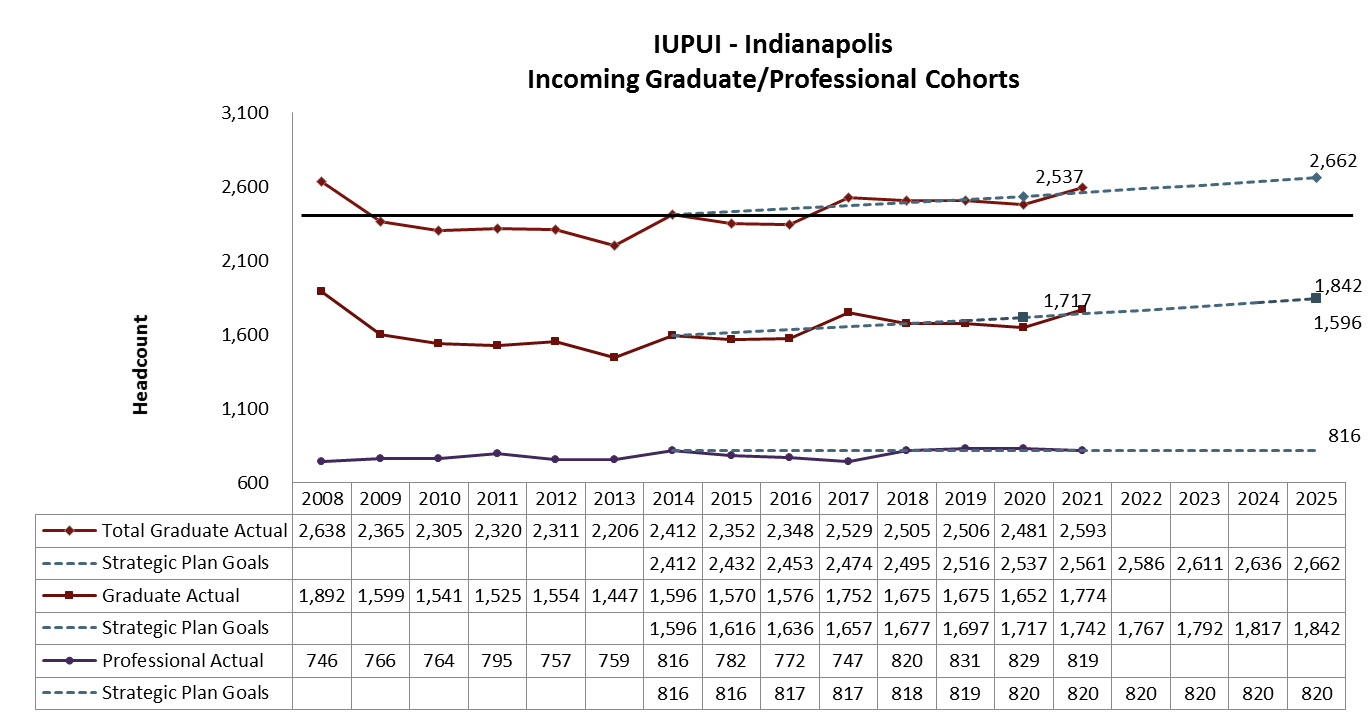 IUPUI - Indianapolis
Incoming Graduate/Professional Cohorts
3,100
2,662
2,600
2,537
2,100
1,842
1,717
1,596
1,600
Headcount
1,100
816
600
2008 2009 2010 2011 2012 2013 2014 2015 2016 2017 2018 2019 2020 2021 2022 2023 2024 2025
Total Graduate Actual 2,638 2,365 2,305 2,320 2,311 2,206 2,412 2,352 2,348 2,529 2,505 2,506 2,481 2,593
Strategic Plan Goals 2,412 2,432 2,453 2,474 2,495 2,516 2,537 2,561 2,586 2,611 2,636 2,662
Graduate Actual 1,892 1,599 1,541 1,525 1,554 1,447 1,596 1,570 1,576 1,752 1,675 1,675 1,652 1,774
Strategic Plan Goals 1,596 1,616 1,636 1,657 1,677 1,697 1,717 1,742 1,767 1,792 1,817 1,842
Professional Actual 746 766 764 795 757 759 816 782 772 747 820 831 829 819
Strategic Plan Goals 816 816 817 817 818 819 820 820 820 820 820 820